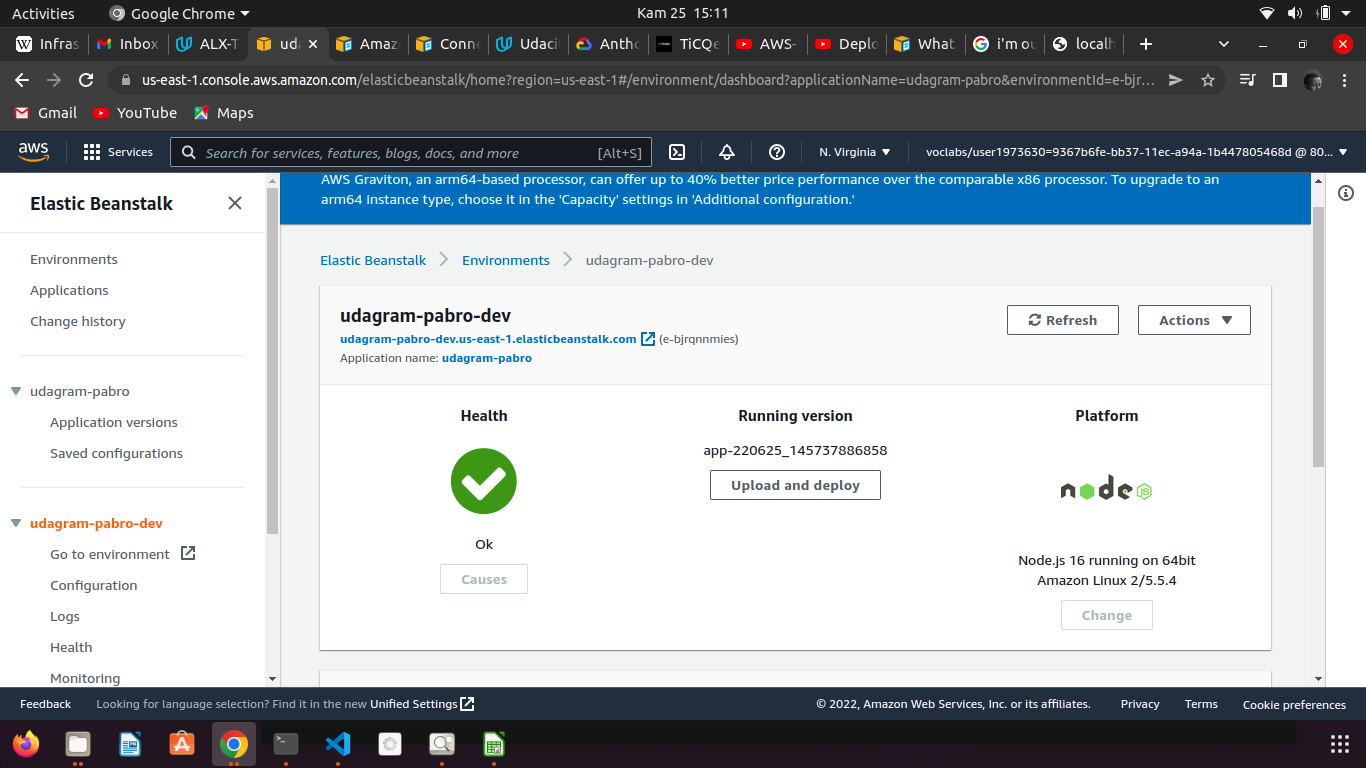 Activities
Google Chrome
Kam 25 15:11
Infras
Inbox
ALX-T
uda
Amaz
Conne
Udaci
Antho
TiCQe
AWS-
Deplo
What
i'm ou
localh
us-east-1.console.aws.amazon.com/elasticbeanstalk/home?region=us-east-1#/environment/dashboard?applicationName=udagram-pabro&environmentId=e-bjr...
Gmail
YouTube
Maps
aws
Services
Search for services, features, blogs, docs, and more
[Alt+S]
N. Virginia
voclabs/user1973630=9367b6fe-bb37-11ec-a94a-1b447805468d @ 80...
Elastic Beanstalk
Environments
Applications
Change history
udagram-pabro
Application versions
Saved configurations
udagram-pabro-dev
Go to environment
Configuration
Logs
Health
Monitoring
AWS Graviton, an arm64-based processor, can offer up to 40% better price performance over the comparable x86 processor. To upgrade to an
arm64 instance type, choose it in the 'Capacity' settings in 'Additional configuration.'
Elastic Beanstalk
Environments
udagram-pabro-dev
udagram-pabro-dev
udagram-pabro-dev.us-east-1.elasticbeanstalk.com (e-bjrqnnmies)
Application name: udagram-pabro
Refresh
Actions
Health
Ok
Causes
Running version
app-220625_145737886858
Upload and deploy
Platform
node JS
Node.js 16 running on 64bit
Amazon Linux 2/5.5.4
Change
Feedback
Looking for language selection? Find it in the new Unified Settings
© 2022, Amazon Web Services, Inc. or its affiliates.
Privacy
Terms
Cookie preferences